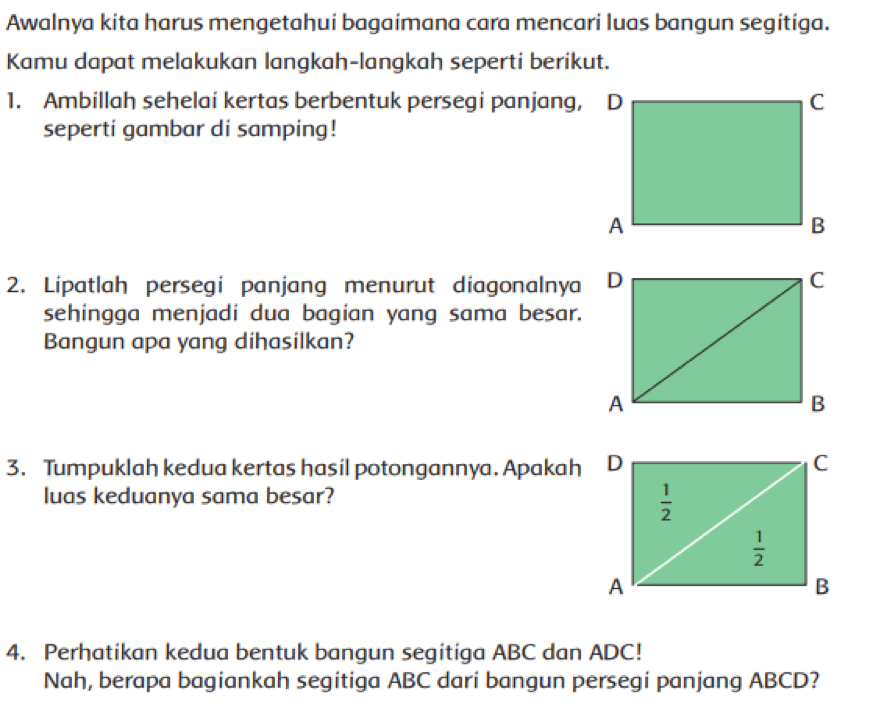 Awalnya kita harus mengetahui bagaimana cara mencari luas bangun segitiga.
Kamu dapat melakukan langkah-langkah seperti berikut.
1. Ambillah sehelai kertas berbentuk persegi panjang,
seperti gambar di samping!
D C
A B
2. Lipatlah persegi panjang menurut diagonalnya
sehingga menjadi dua bagian yang sama besar.
Bangun apa yang dihasilkan?
D C
A B
3. Tumpuklah kedua kertas hasil potongannya. Apakah
luas keduanya sama besar?
D C
1/2
1/2
A B
4. Perhatikan kedua bentuk bangun segitiga ABC dan ADC!
Nah, berapa bagiankah segitiga ABC dari bangun persegi panjang ABCD?